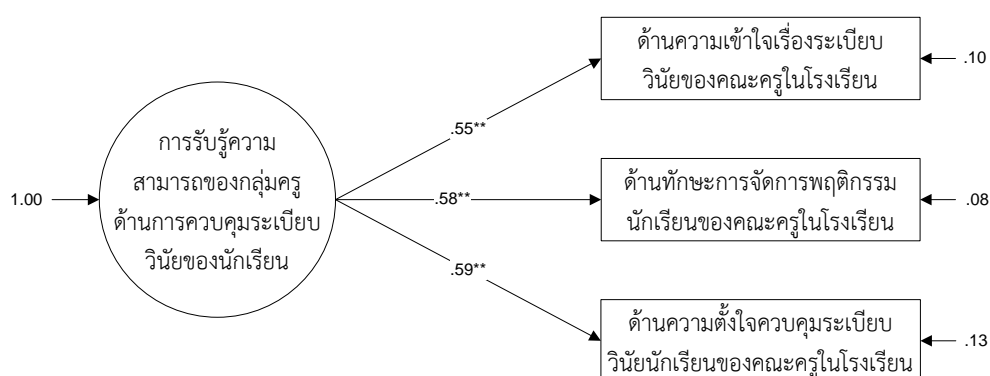 1.00
การรับรู้ความ
สามารถของกลุ่มครู
ด้านการควบคุมระเบียบ
วินัยของนักเรียน
.55**
.58**
.59**
ด้านความเข้าใจเรื่องระเบียบ
วินัยของคณะครูในโรงเรียน
.10
ด้านทักษะการจัดการพฤติกรรม
นักเรียนของคณะครูในโรงเรียน
.08
ด้านความตั้งใจควบคุมระเบียบ
วินัยนักเรียนของคณะครูในโรงเรียน
.13